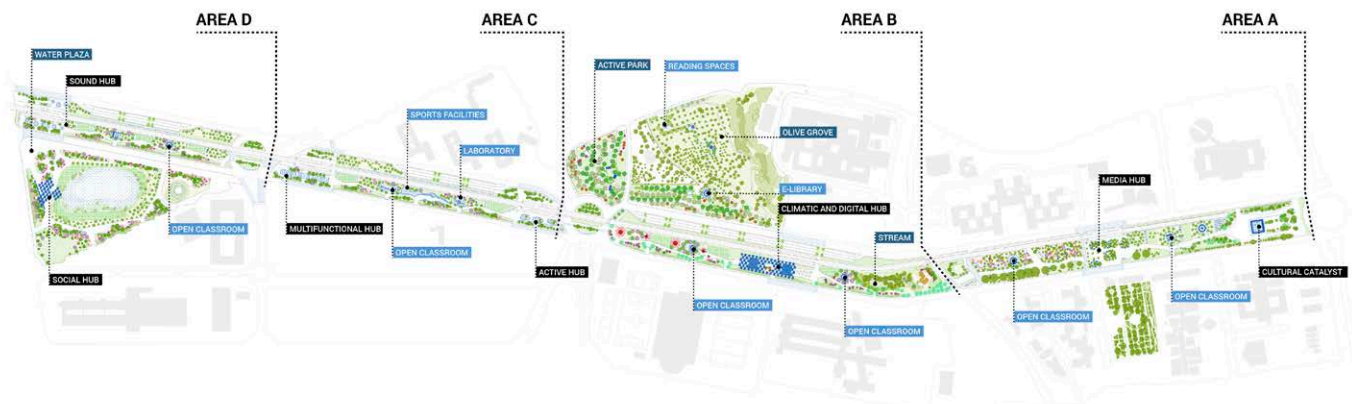 AREA D
AREA C
AREA B
AREA A
WATER PLAZA
SOUND HUB
ACTIVE PARK
READING SPACES
SPORTS FACILITIES
OLIVE GROVE
LABORATORY
MEDIA HUB
E-LIBRARY
CLIMATIC AND DIGITAL HUB
OPEN CLASSROOM
MULTIFUNCTIONAL HUB
STREAM
OPEN CLASSROOM
ACTIVE HUB
SOCIAL HUB
CULTURAL CATALYST
OPEN CLASSROOM
OPEN CLASSROOM
OPEN CLASSROOM
OPEN CLASSROOM